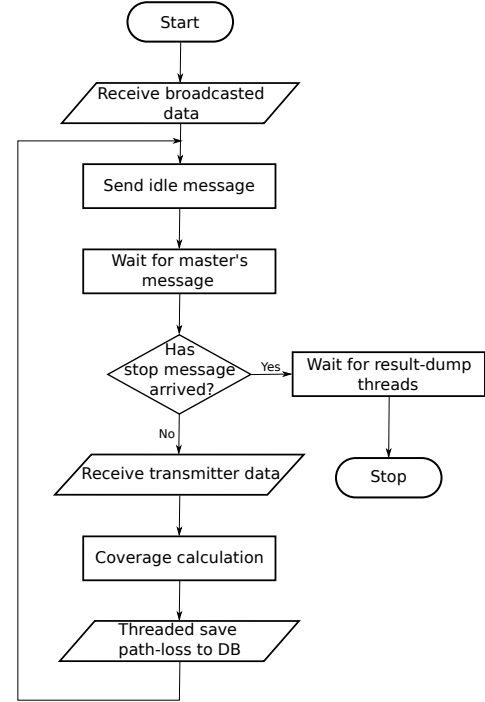 Start
Receive broadcasted
data
Send idle message
Wait for master's
message
Has
stop message
arrived?
Yes
Wait for result-dump
threads
No
Receive transmitter data
Stop
Coverage calculation
Threaded save
path-loss to DB